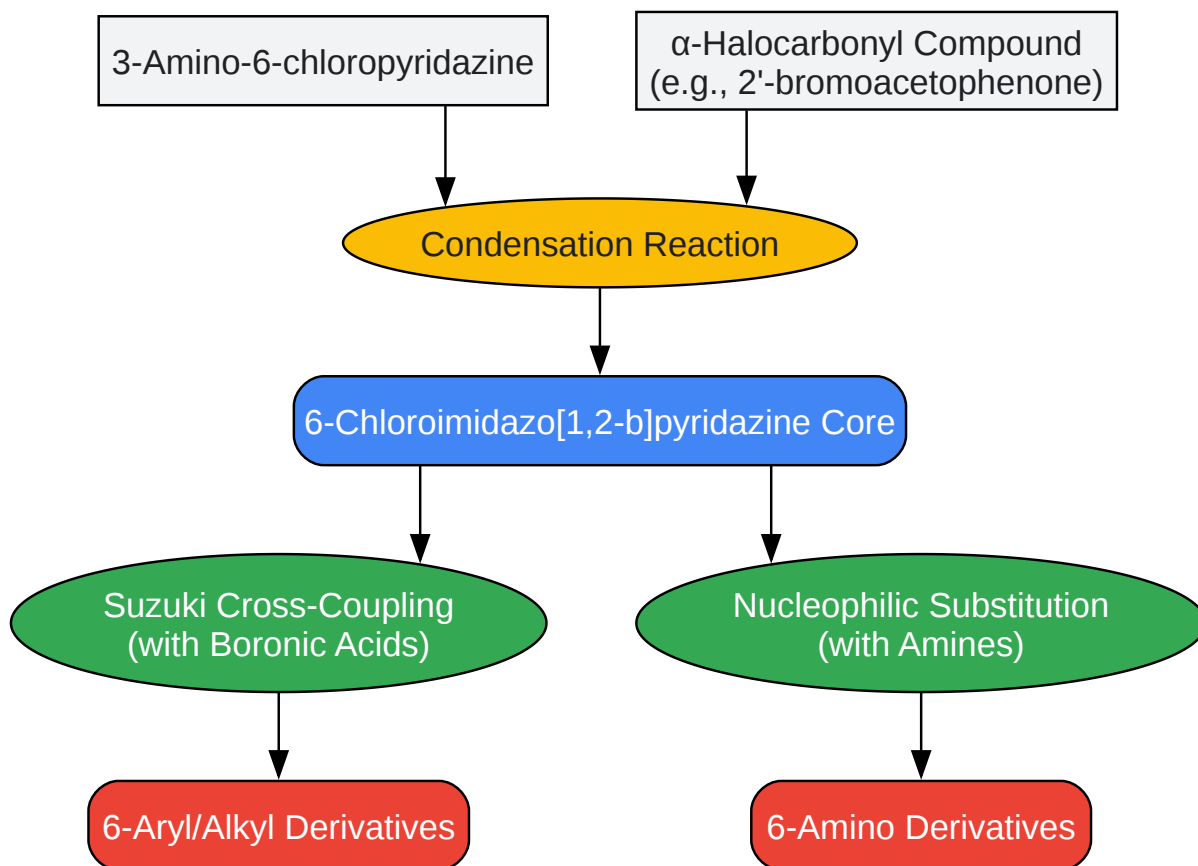 3-Amino-6-chloropyridazine
α-Halocarbonyl Compound
(e.g., 2'-bromoacetophenone)
Condensation Reaction
6-Chloroimidazo[1,2-b]pyridazine Core
Suzuki Cross-Coupling
(with Boronic Acids)
Nucleophilic Substitution
(with Amines)
6-Aryl/Alkyl Derivatives
6-Amino Derivatives